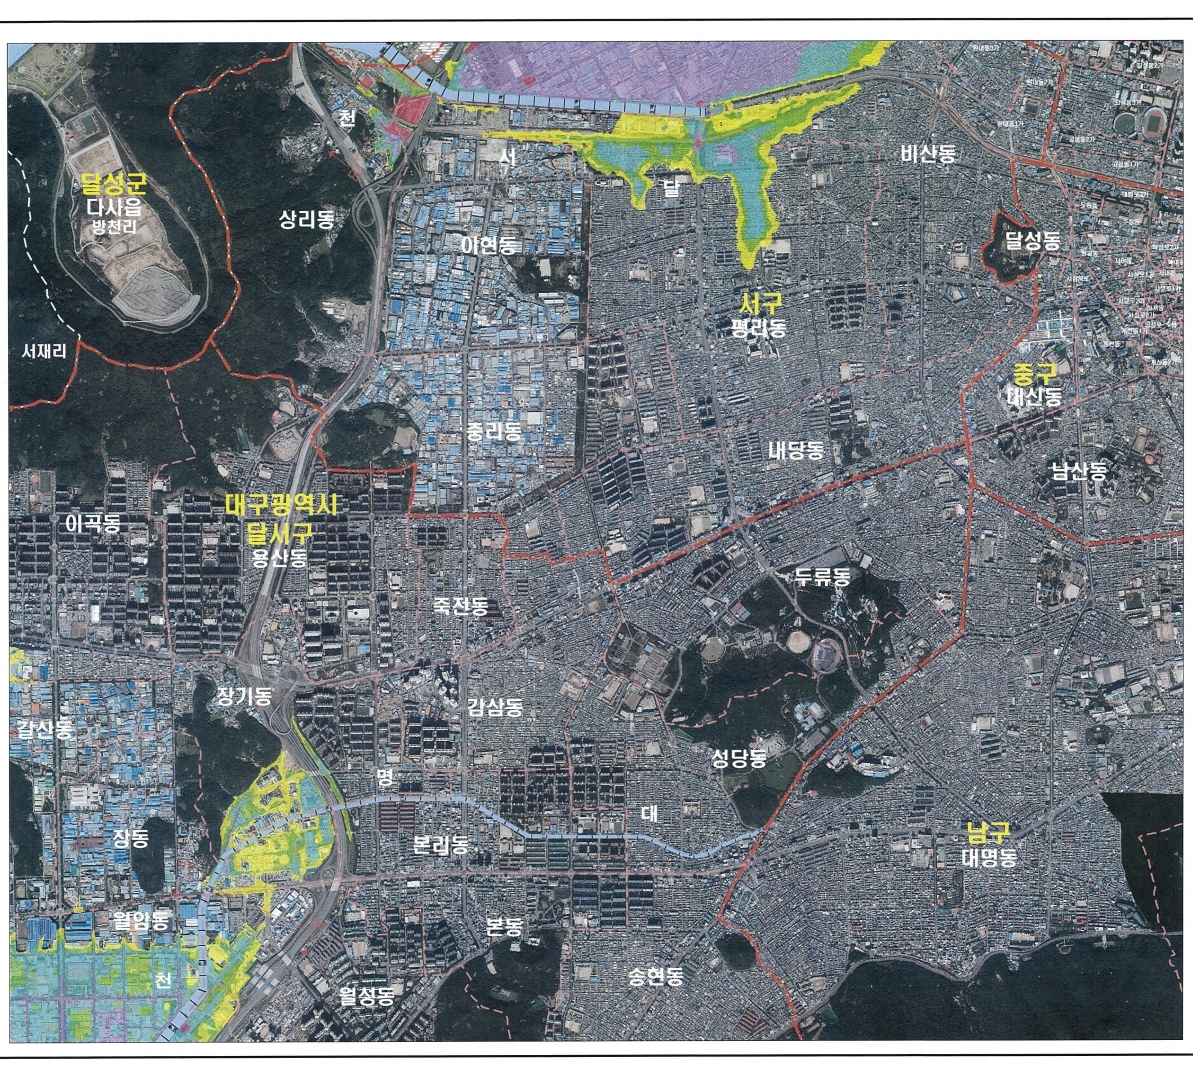 천
서
비산동
달성군
다사읍
방천리
달
상리동
이현동
달성동
서구
평리동
서재리
중구
대신동
중리동
내당동
남산동
대구광역시
달서구
용산동
이곡동
두류동
죽전동
장기동
감삼동
갈산동
성당동
명
대
장동
본리동
남구
대명동
월암동
본동
천
송현동
월성동